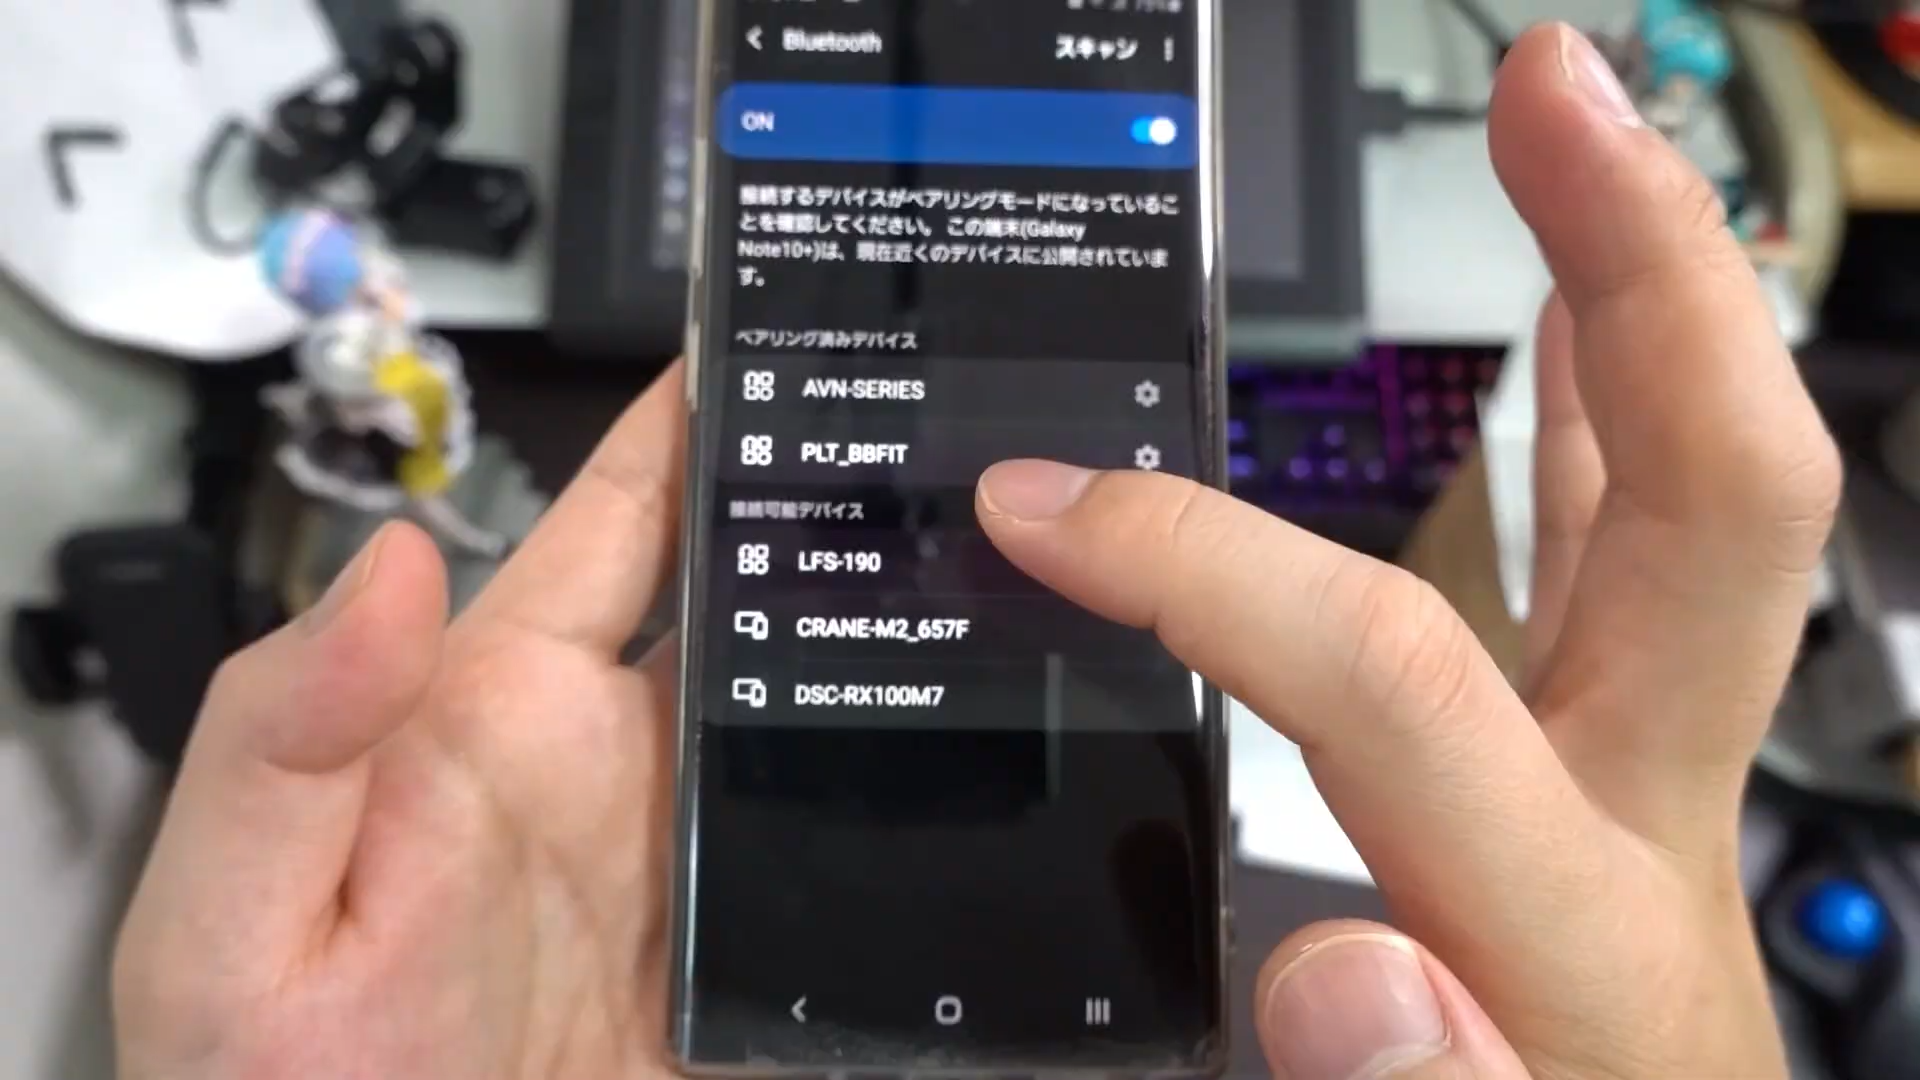 Bluetooth スキャン
ON
接続するデバイスがペアリングモードになっているこ
とを確認してください。この端末(Galaxy
Note10+)は、現在近くのデバイスに公開されていま
す。
ペアリング済みデバイス
AVN-SERIES
PLT_BBFIT
接続可能デバイス
LFS-190
CRANE-M2_657F
DSC-RX100M7